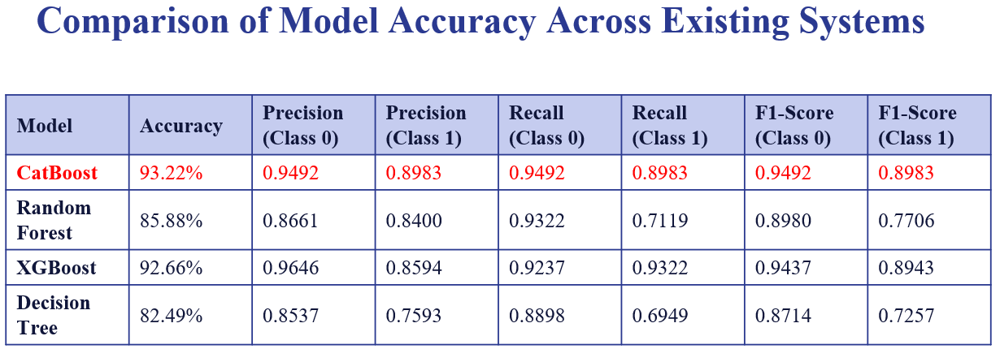 Comparison of Model Accuracy Across Existing Systems
Model Accuracy Precision (Class 0) Precision (Class 1) Recall (Class 0) Recall (Class 1) F1-Score (Class 0) F1-Score (Class 1)
CatBoost 93.22% 0.9492 0.8983 0.9492 0.8983 0.9492 0.8983
Random Forest 85.88% 0.8661 0.8400 0.9322 0.7119 0.8980 0.7706
XGBoost 92.66% 0.9646 0.8594 0.9237 0.9322 0.9437 0.8943
Decision Tree 82.49% 0.8537 0.7593 0.8898 0.6949 0.8714 0.7257